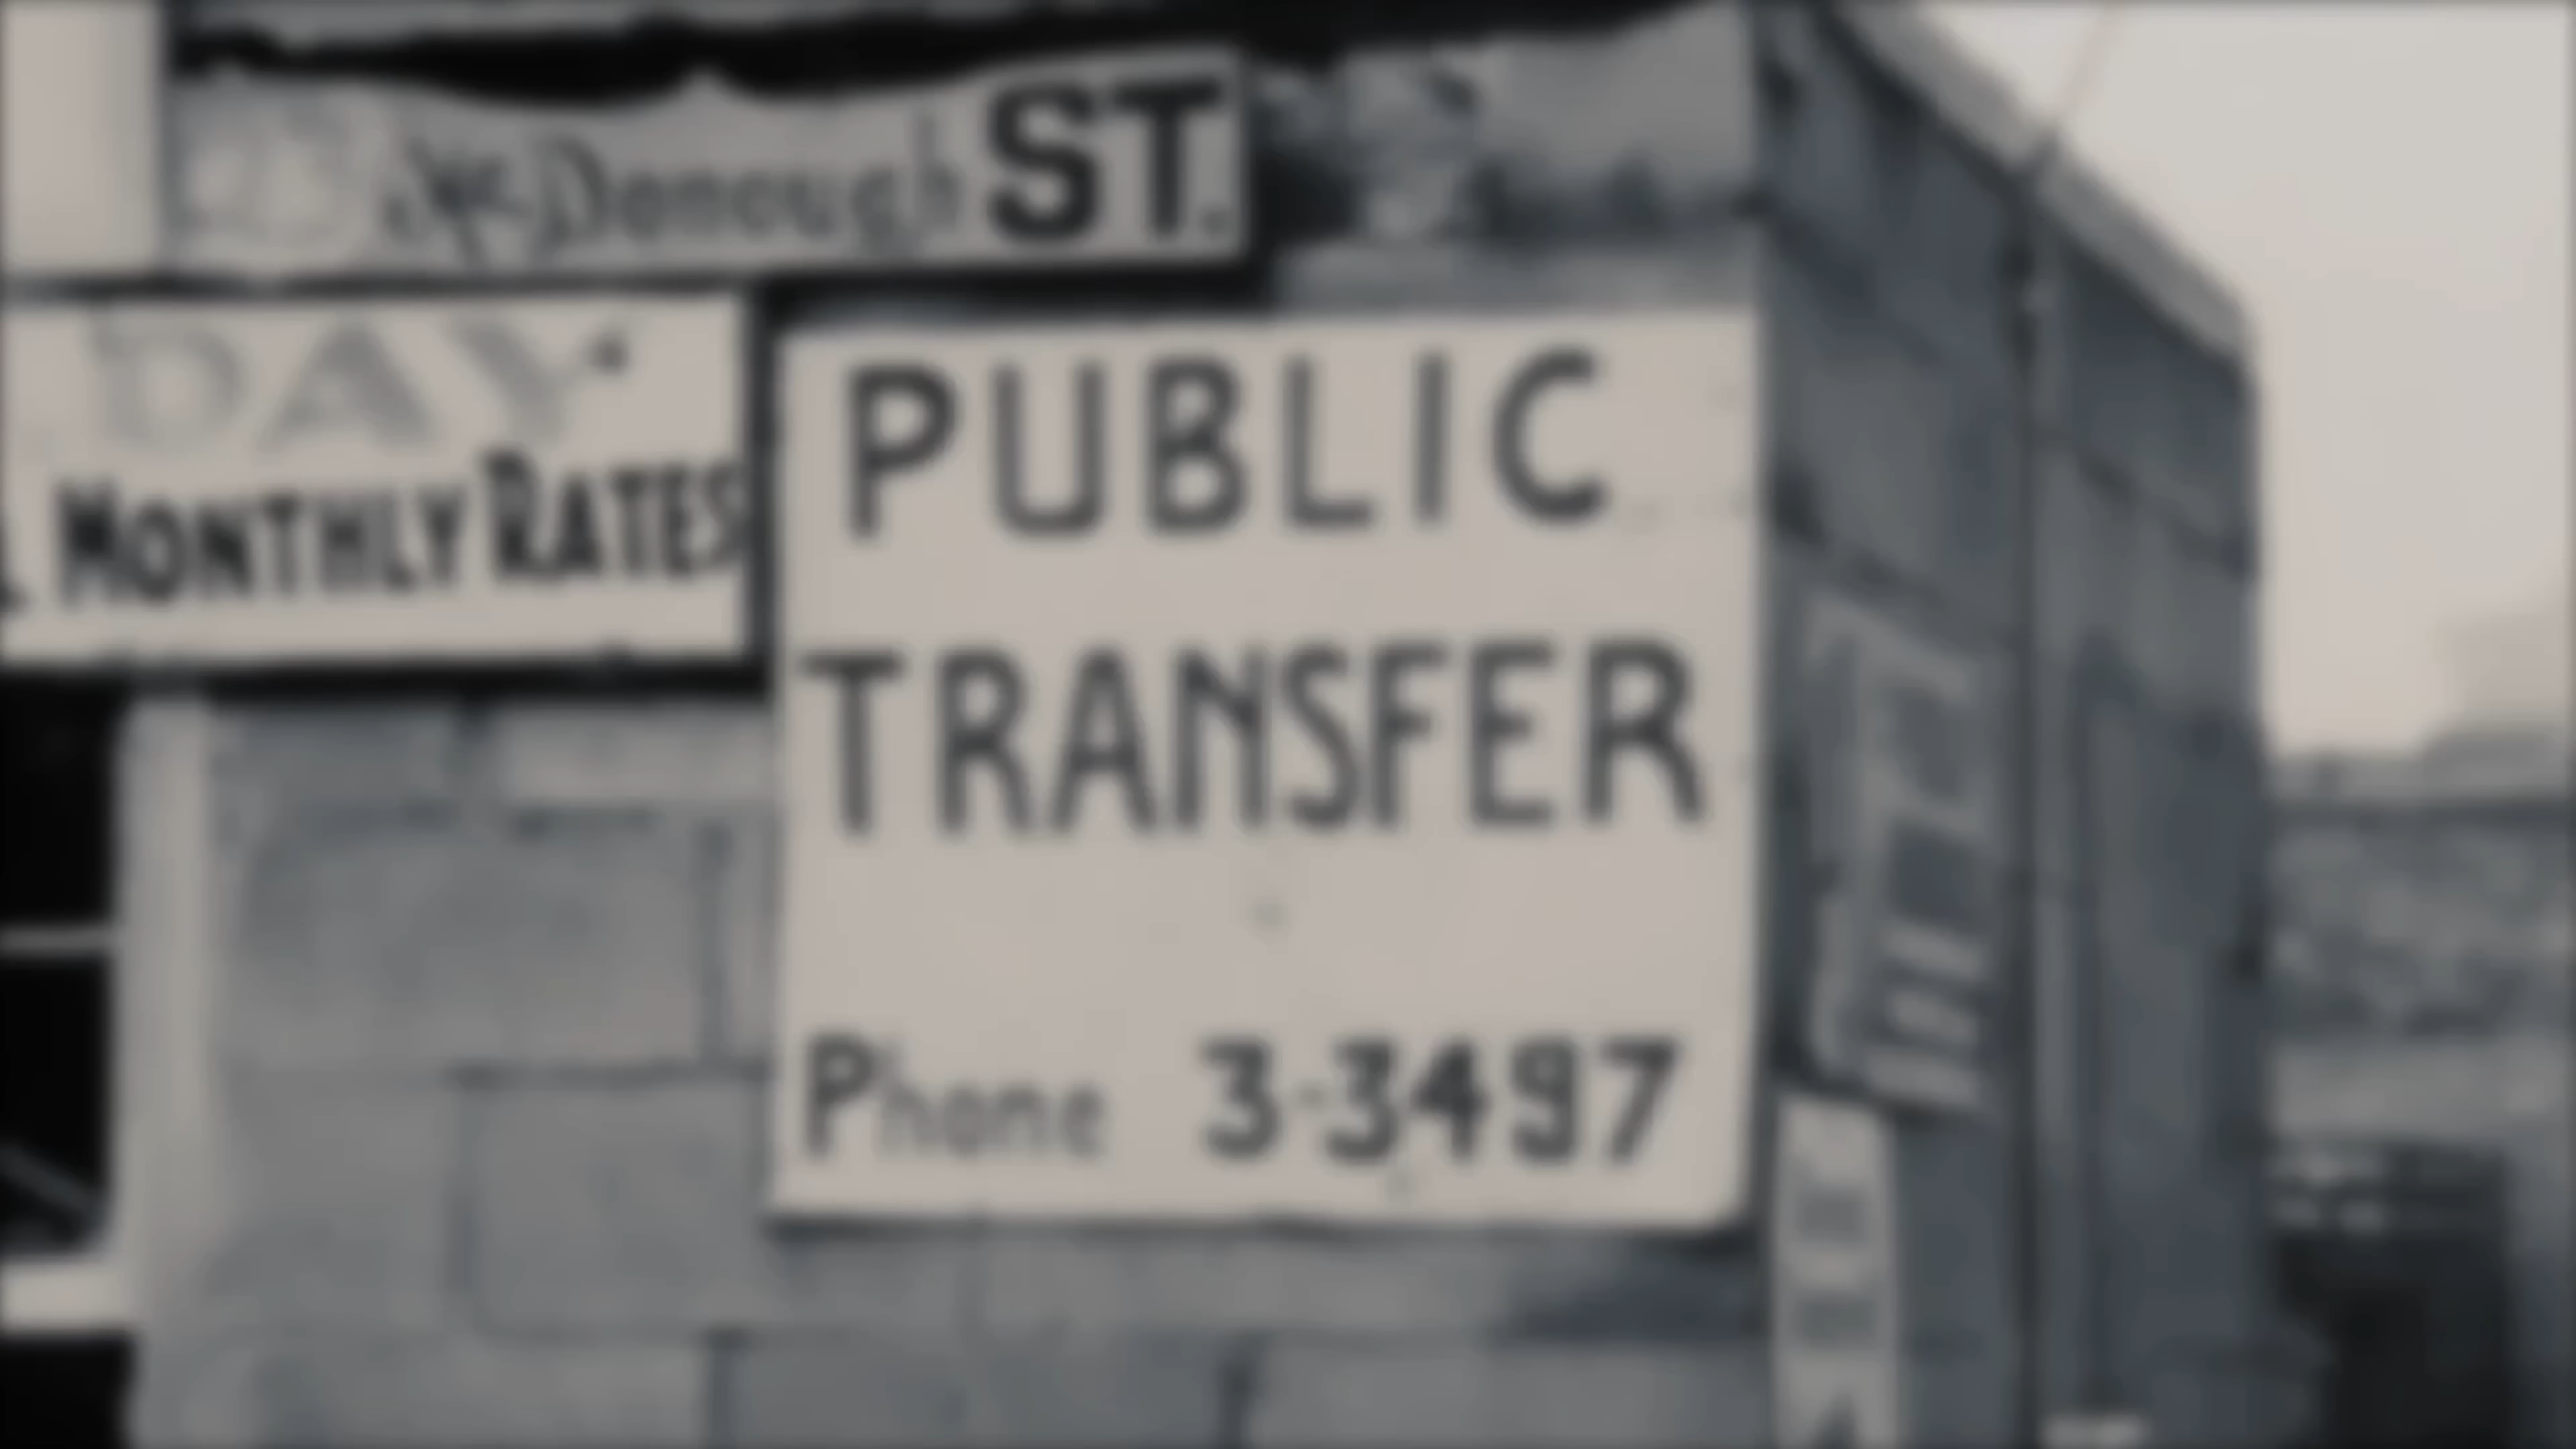 McDonough ST.
DAY
MONTHLY RATES
PUBLIC
TRANSFER
Phone 3-3497